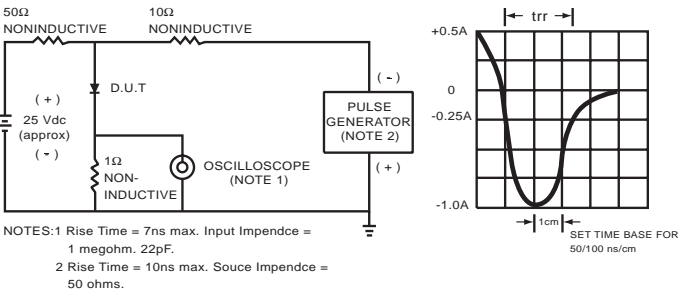 50Ω
NONINDUCTIVE
10Ω
NONINDUCTIVE
trr
+0.5A
( + )
25 Vdc
(approx)
( - )
D.U.T
( - )
PULSE
GENERATOR
(NOTE 2)
( + )
0
-0.25A
1Ω
NON-
INDUCTIVE
OSCILLOSCOPE
(NOTE 1)
-1.0A
1cm
SET TIME BASE FOR
50/100 ns/cm
NOTES:1 Rise Time = 7ns max. Input Impendce =
1 megohm. 22pF.
2 Rise Time = 10ns max. Souce Impendce =
50 ohms.